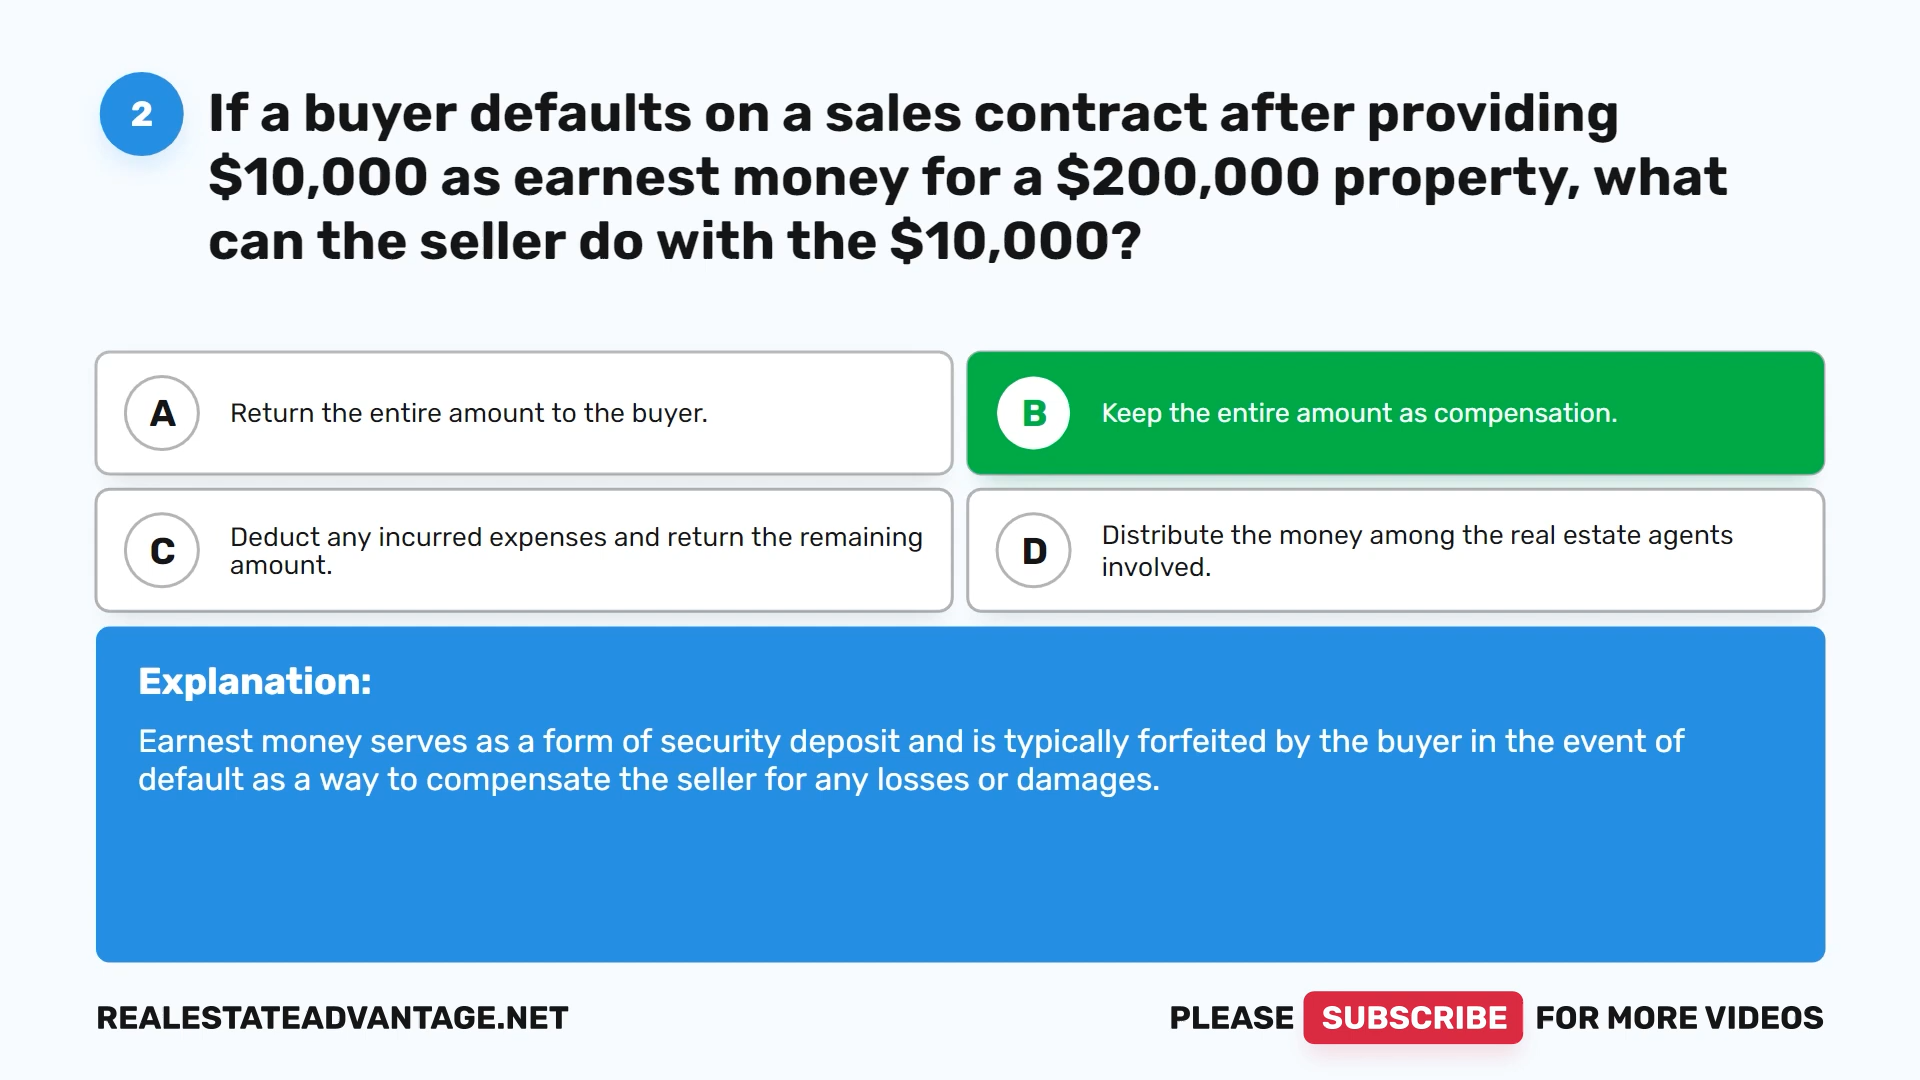 2
If a buyer defaults on a sales contract after providing
$10,000 as earnest money for a $200,000 property, what
can the seller do with the $10,000?
A
Return the entire amount to the buyer.
B
Keep the entire amount as compensation.
C
Deduct any incurred expenses and return the remaining
amount.
D
Distribute the money among the real estate agents
involved.
Explanation:
Earnest money serves as a form of security deposit and is typically forfeited by the buyer in the event of
default as a way to compensate the seller for any losses or damages.
REALESTATEADVANTAGE.NET
PLEASE SUBSCRIBE FOR MORE VIDEOS